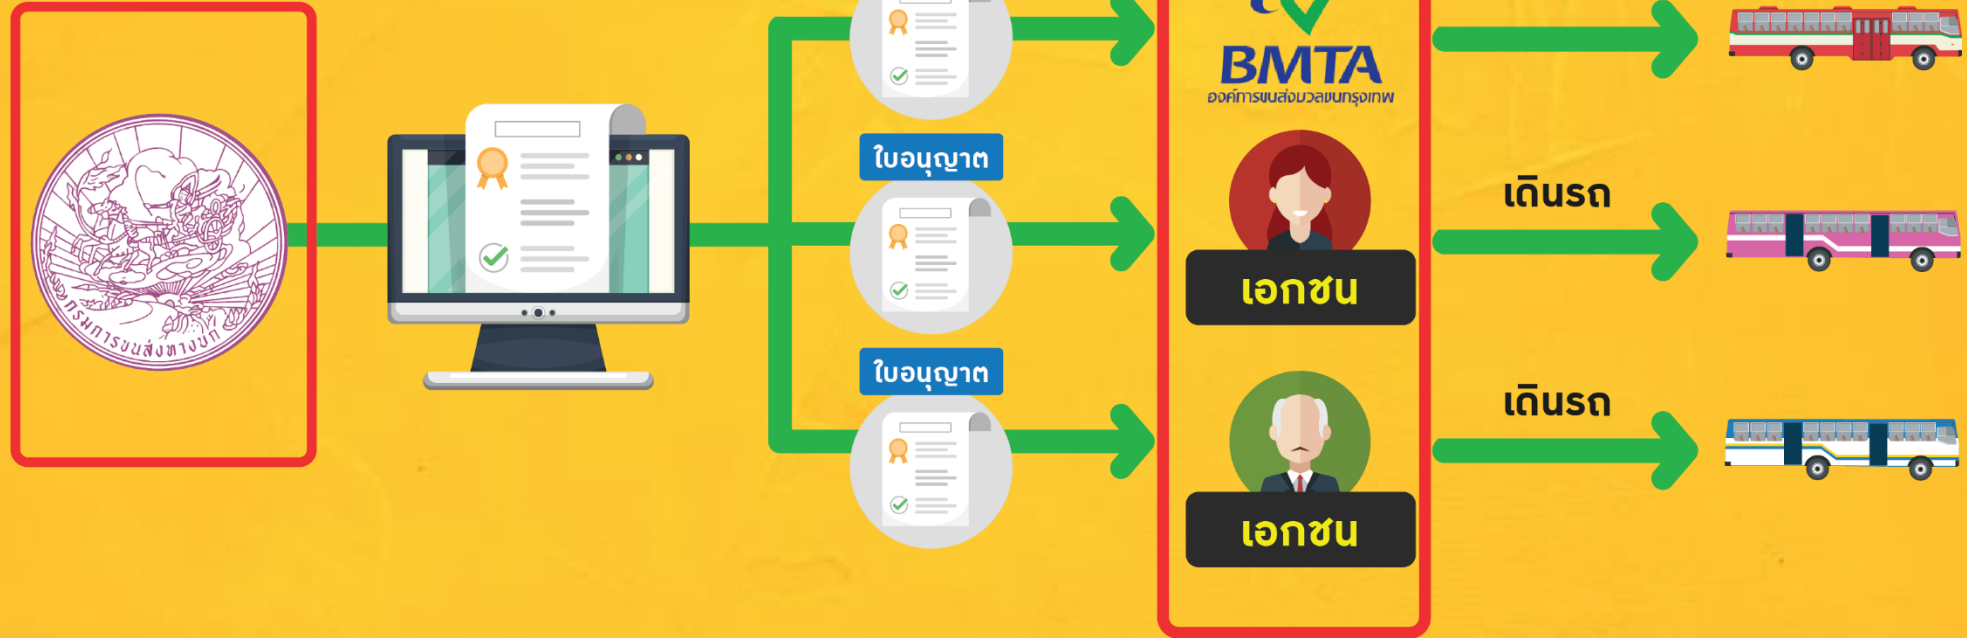 BMTA
องค์การขนส่งมวลชนกรุงเทพ
ใบอนุญาต
เดินรถ
เอกชน
กรมการขนส่งทางบก
ใบอนุญาต
เดินรถ
เอกชน